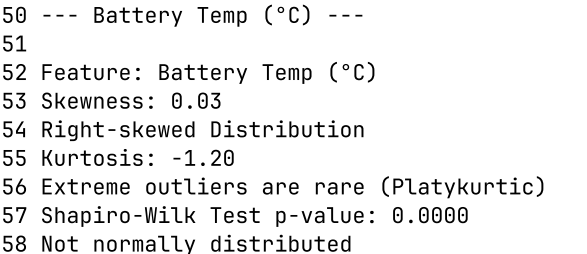 50 --- Battery Temp (°C) ---
51
52 Feature: Battery Temp (°C)
53 Skewness: 0.03
54 Right-skewed Distribution
55 Kurtosis: -1.20
56 Extreme outliers are rare (Platykurtic)
57 Shapiro-Wilk Test p-value: 0.0000
58 Not normally distributed